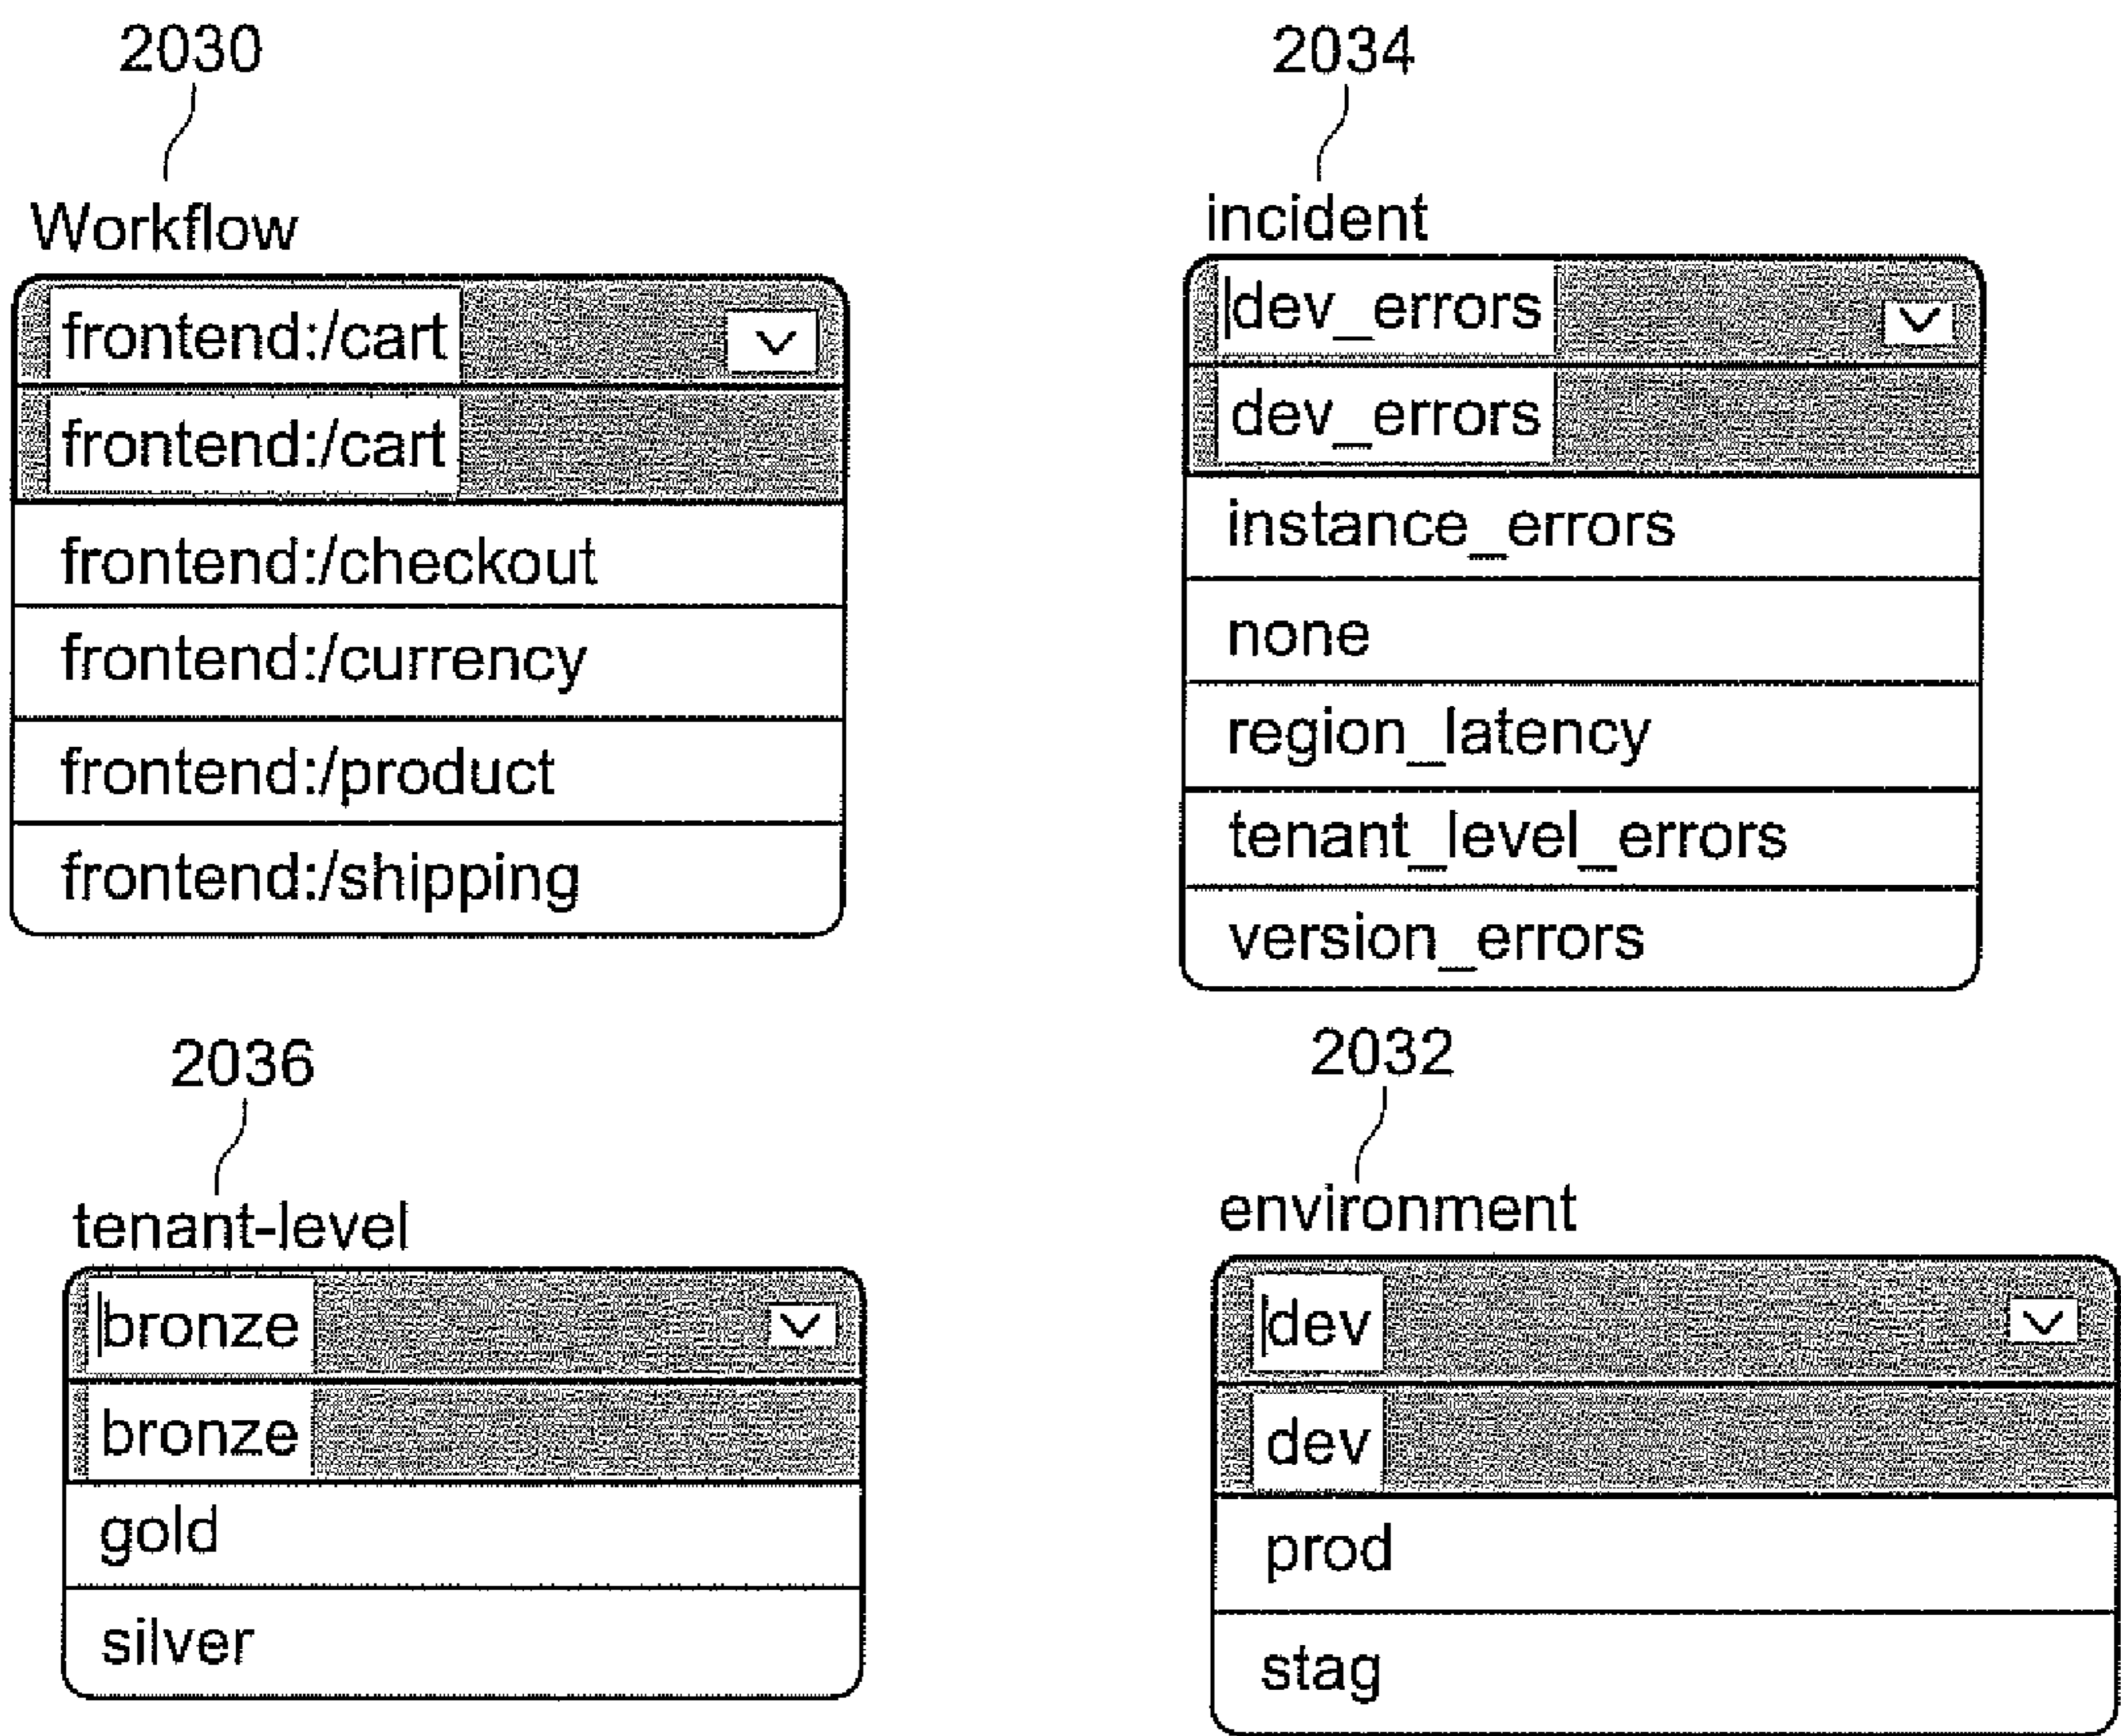 2030
Workflow
frontend:/cart
frontend:/cart
frontend:/checkout
frontend:/currency
frontend:/product
frontend:/shipping
2034
incident
dev_errors
dev_errors
instance_errors
none
region_latency
tenant_level_errors
version_errors
2036
tenant-level
bronze
bronze
gold
silver
2032
environment
dev
dev
prod
stag